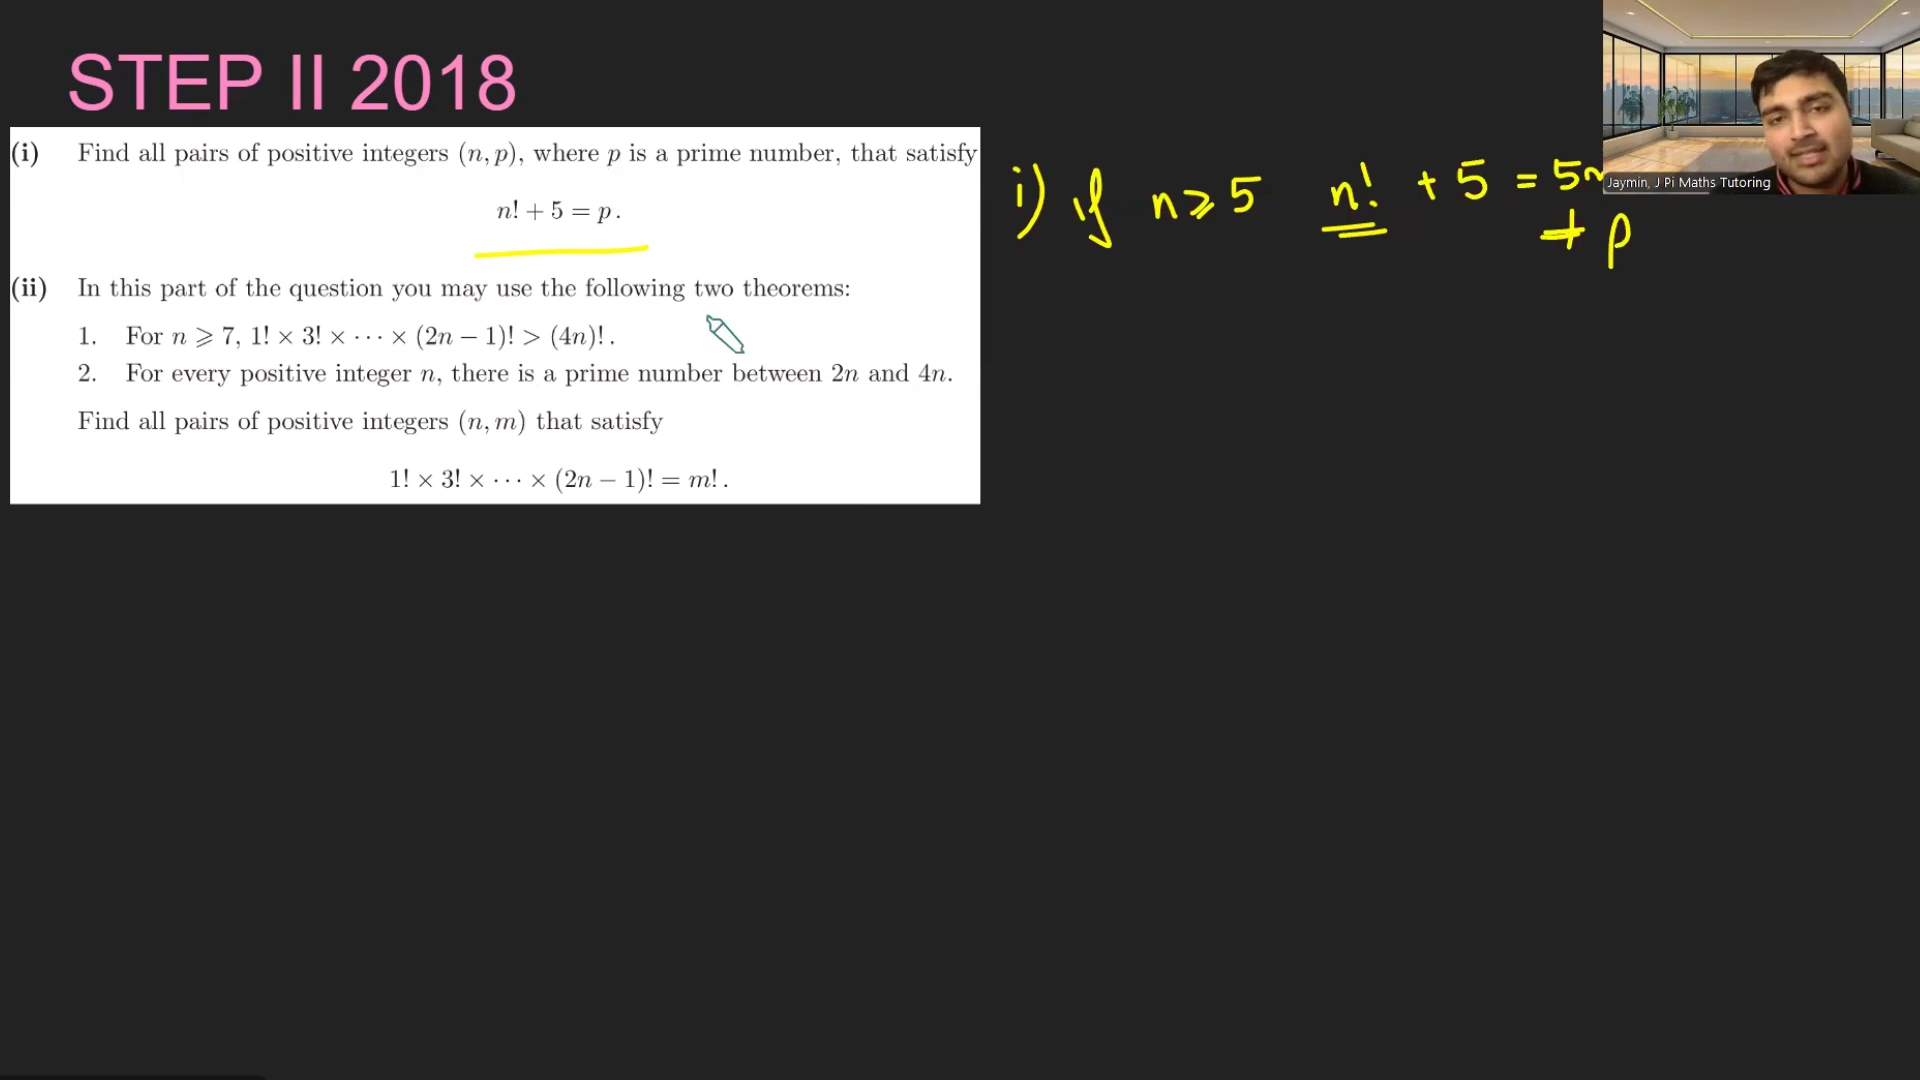 STEP II 2018
(i) Find all pairs of positive integers (n, p), where p is a prime number, that satisfy
n! + 5 = p.
(ii) In this part of the question you may use the following two theorems:
1. For n ⩾ 7, 1! × 3! × ⋯ × (2n − 1)! > (4n)!.
2. For every positive integer n, there is a prime number between 2n and 4n.
Find all pairs of positive integers (n, m) that satisfy
1! × 3! × ⋯ × (2n − 1)! = m!.
i) if n ⩾ 5 n! + 5 = 5
≠ p
Jaymin, J Pi Maths Tutoring